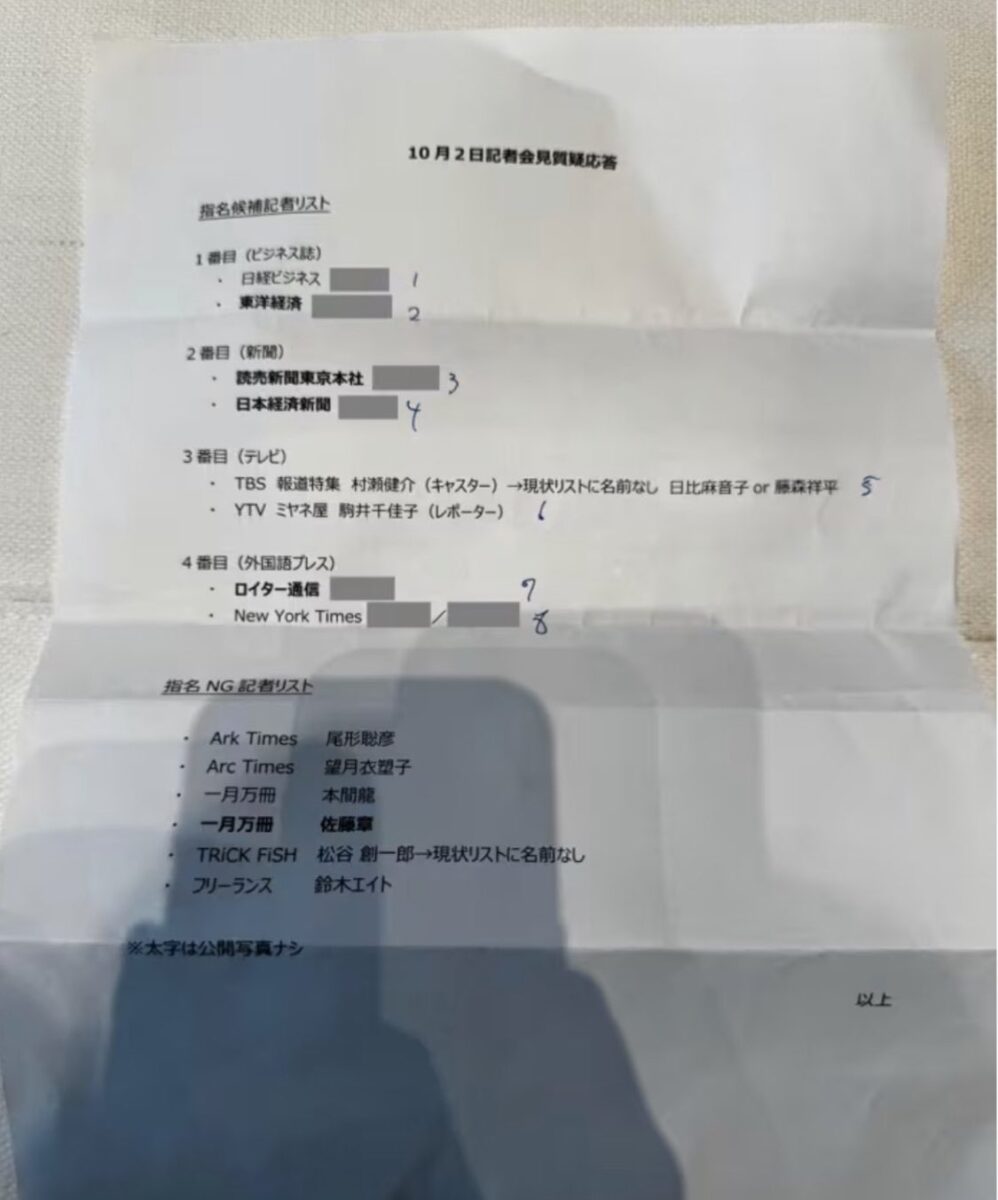 10月2日記者会見質疑応答
指名候補記者リスト
1番目（ビジネス誌）
・ 日経ビジネス 1
・ 東洋経済 2
2番目（新聞）
・ 読売新聞東京本社 3
・ 日本経済新聞 4
3番目（テレビ）
・ TBS 報道特集 村瀬健介（キャスター）→現状リストに名前なし 日比麻音子 or 藤森祥平 5
・ YTV ミヤネ屋 駒井千佳子（レポーター） 6
4番目（外国語プレス）
・ ロイター通信 7
・ New York Times ／ 8
指名 NG 記者リスト
・ Ark Times 尾形聡彦
・ Arc Times 望月衣塑子
・ 一月万冊 本間龍
・ 一月万冊 佐藤章
・ TRiCK FiSH 松谷 創一郎→現状リストに名前なし
・ フリーランス 鈴木エイト
※太字は公開写真ナシ
以上